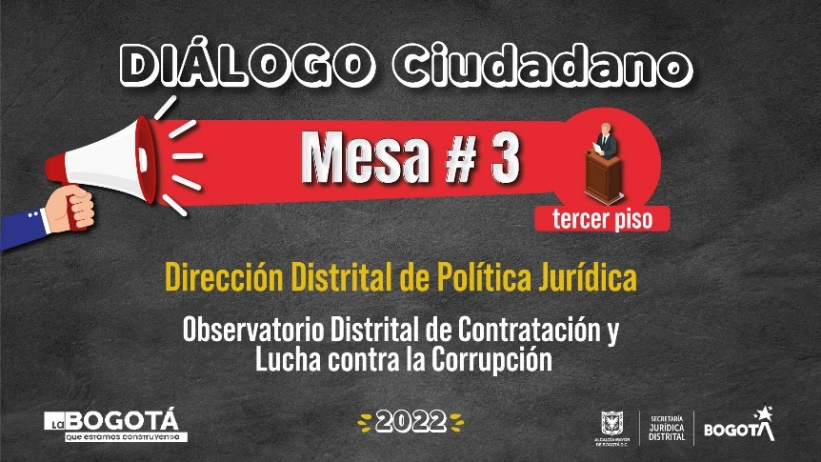 DIÁLOGO Ciudadano
Mesa # 3
tercer piso
Dirección Distrital de Política Jurídica
Observatorio Distrital de Contratación y
Lucha contra la Corrupción
LA BOGOTÁ
que estamos construyendo
2022
ALCALDÍA MAYOR
DE BOGOTÁ D.C.
SECRETARÍA
JURÍDICA
DISTRITAL
BOGOTÁ